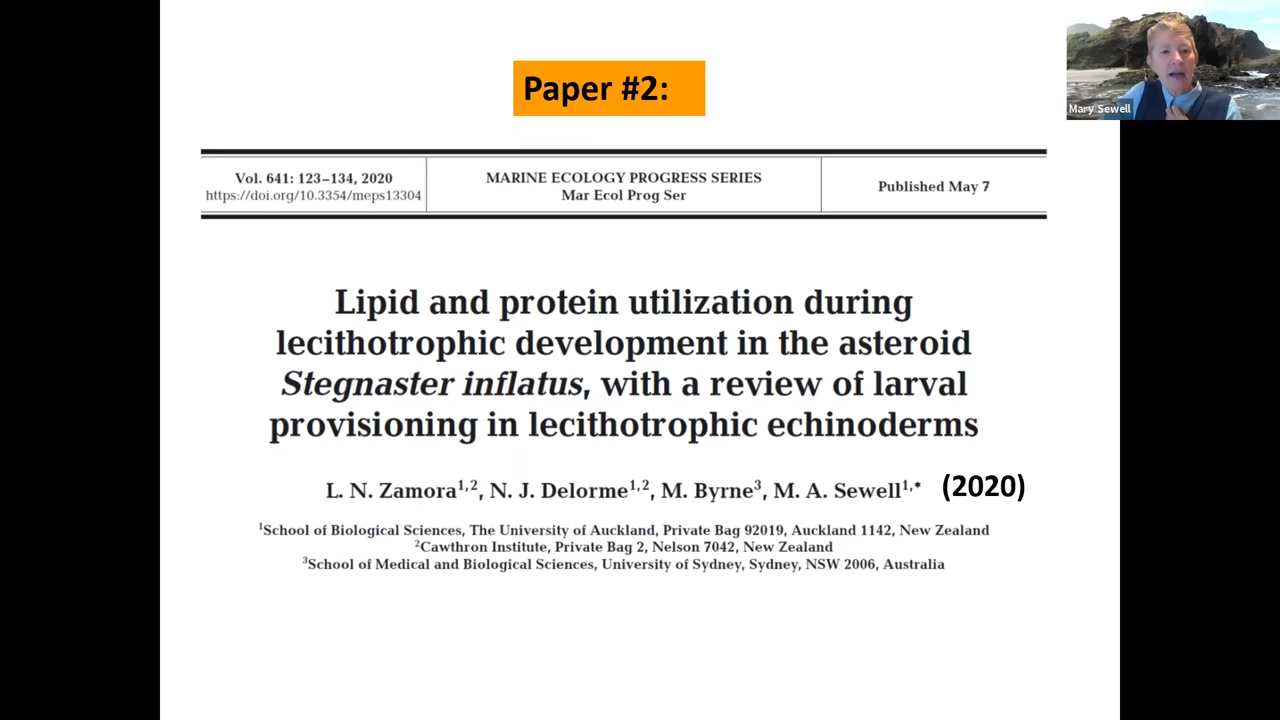 Paper #2:
Mary Sewell
Vol. 641: 123–134, 2020
https://doi.org/10.3354/meps13304
MARINE ECOLOGY PROGRESS SERIES
Mar Ecol Prog Ser
Published May 7
Lipid and protein utilization during
lecithotrophic development in the asteroid
Stegnaster inflatus, with a review of larval
provisioning in lecithotrophic echinoderms
L. N. Zamora1,2, N. J. Delorme1,2, M. Byrne3, M. A. Sewell1,* (2020)
1School of Biological Sciences, The University of Auckland, Private Bag 92019, Auckland 1142, New Zealand
2Cawthron Institute, Private Bag 2, Nelson 7042, New Zealand
3School of Medical and Biological Sciences, University of Sydney, Sydney, NSW 2006, Australia